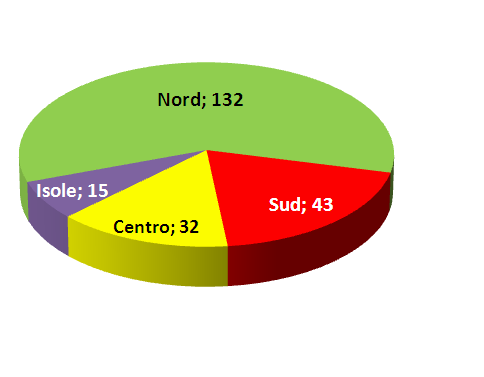 Nord; 132
Isole; 15
Sud; 43
Centro; 32